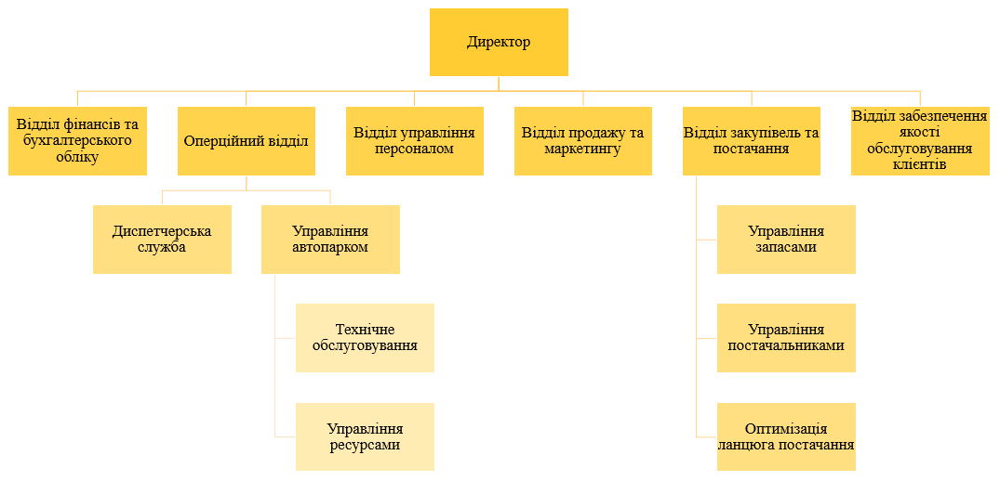 Директор
Відділ фінансів та
бухгалтерського
обліку
Оперційний відділ
Відділ управління
персоналом
Відділ продажу та
маркетингу
Відділ закупівель та
постачання
Відділ забезпечення
якості
обслуговування
клієнтів
Диспетчерська
служба
Управління
автопарком
Технічне
обслуговування
Управління
ресурсами
Управління
запасами
Управління
постачальниками
Оптимізація
ланцюга постачання